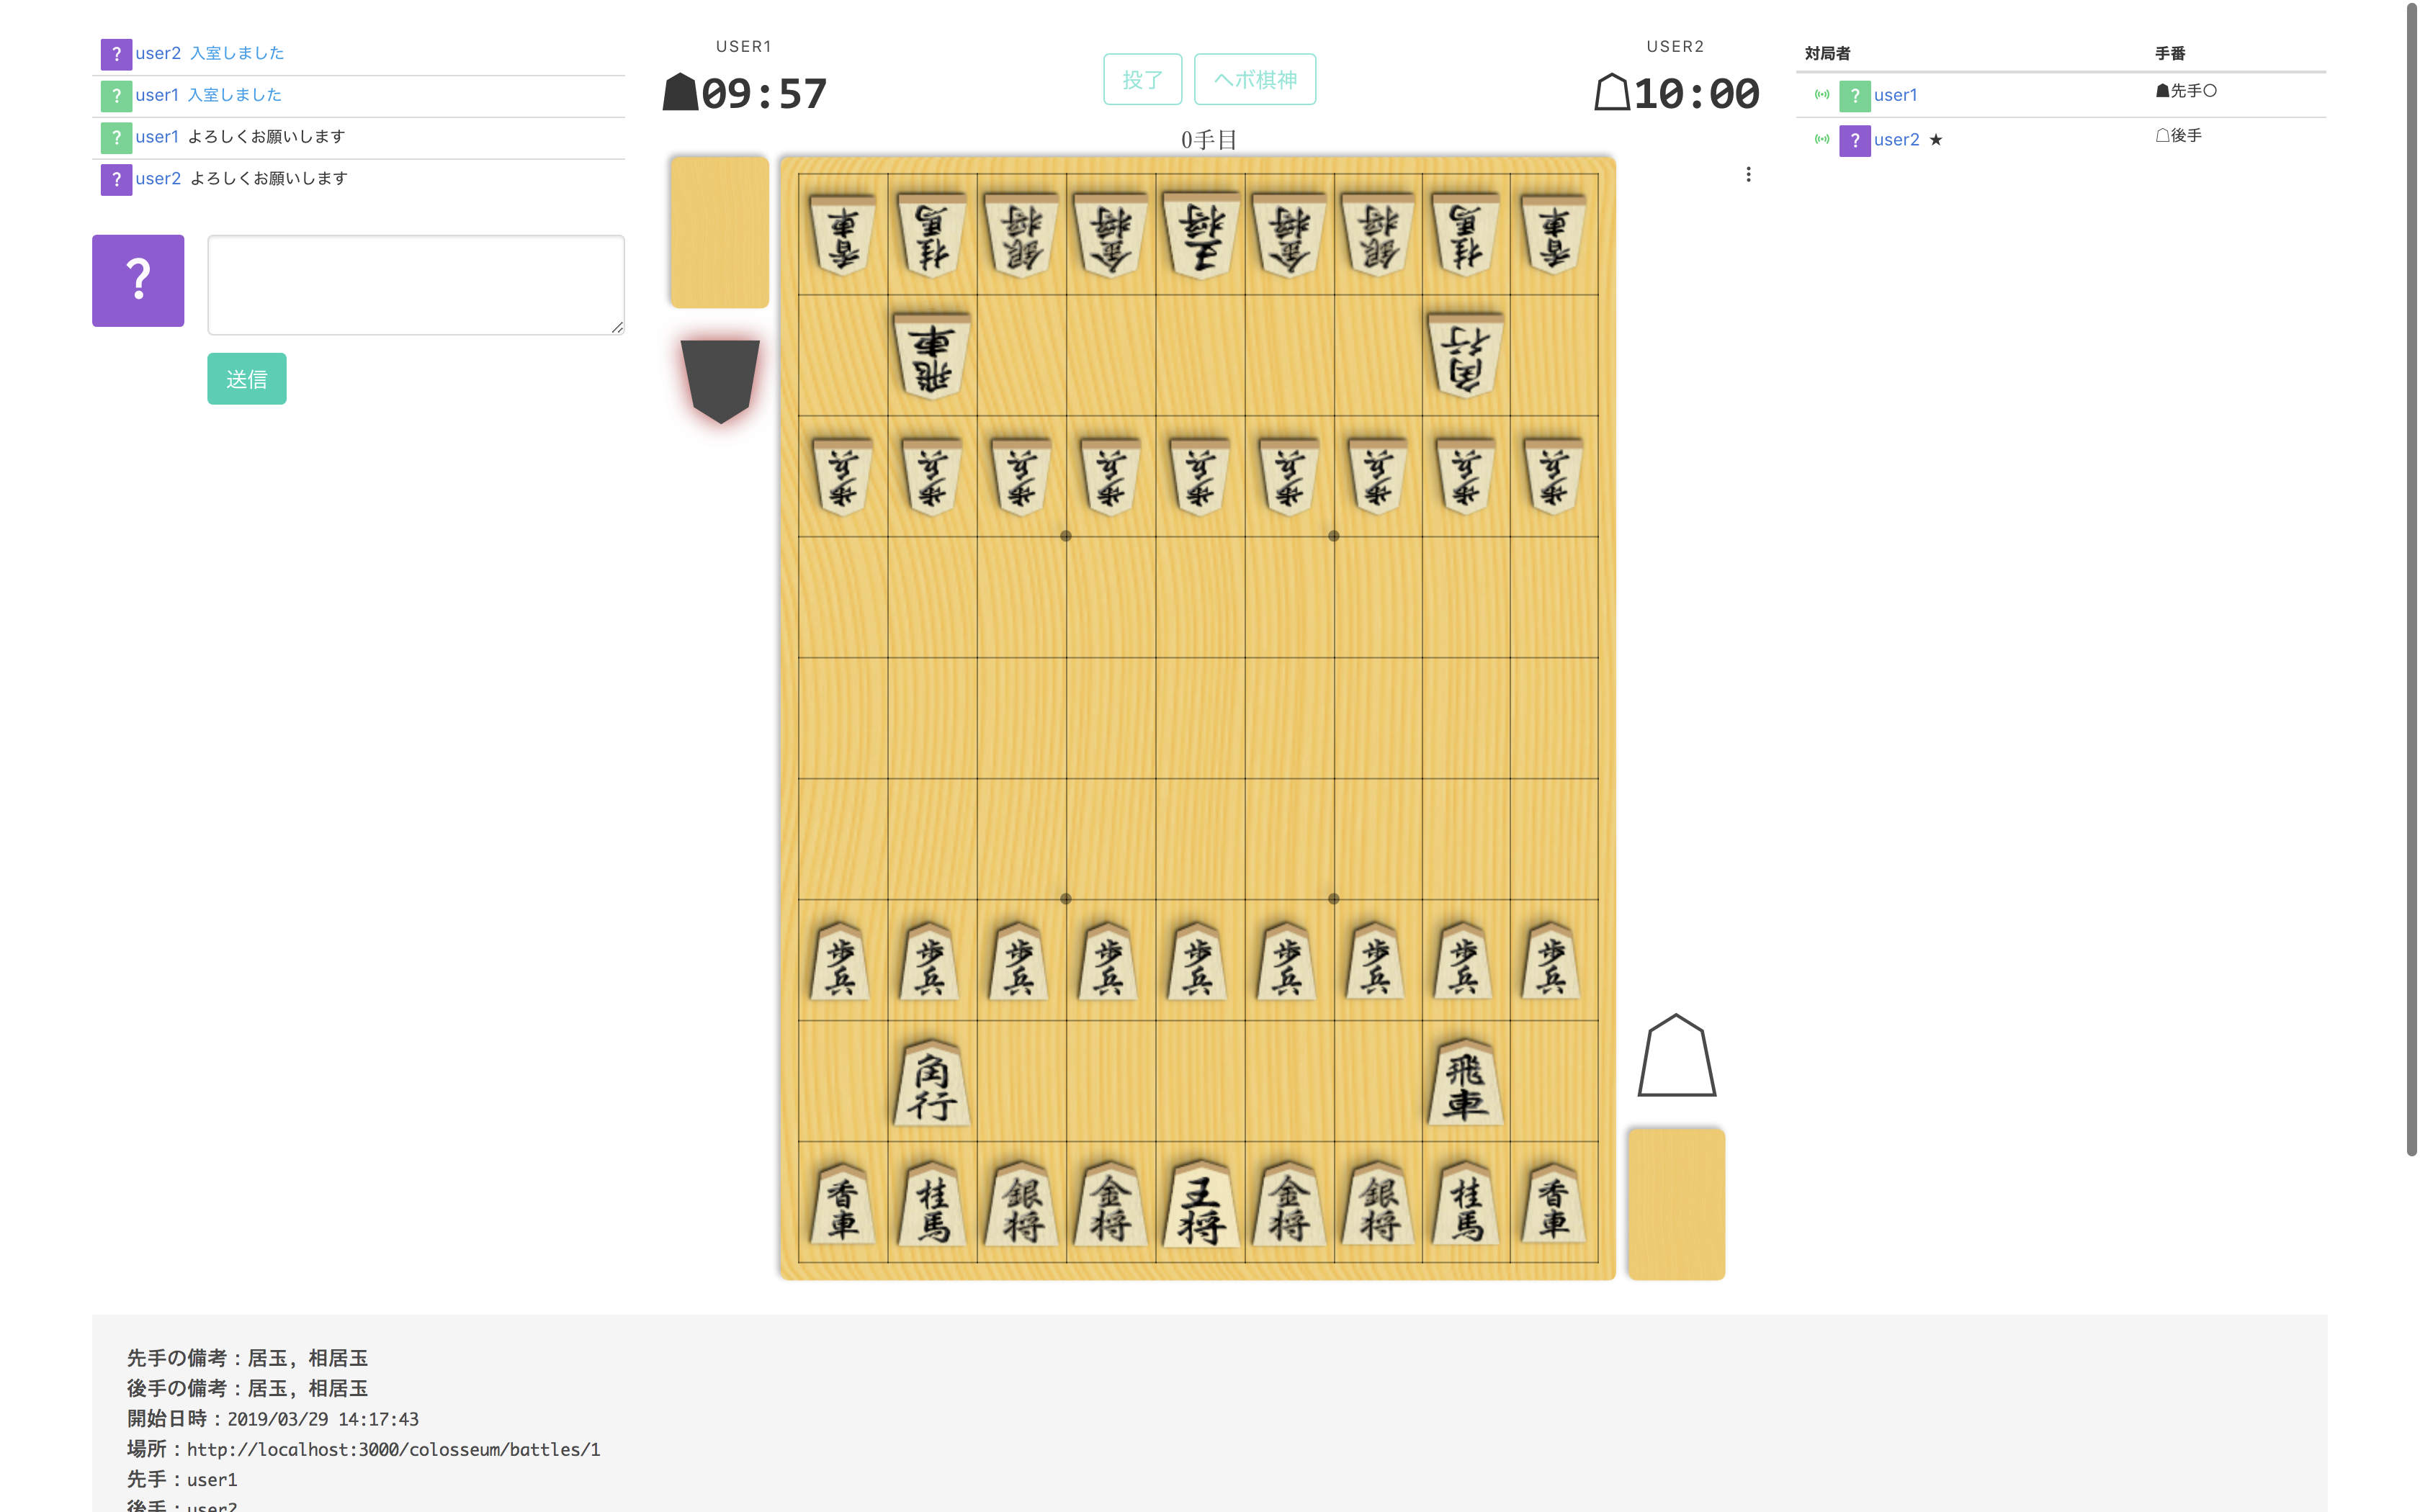 ? user2 入室しました
? user1 入室しました
? user1 よろしくお願いします
? user2 よろしくお願いします
?
送信
USER1
☗09:57
投了 ヘボ棋神
0手目
USER2
☖10:00
対局者 手番
? user1 ☗先手〇
? user2 ★ ☖後手
香車 桂馬 銀将 金将 王将 金将 銀将 桂馬 香車
飛車 角行
歩兵 歩兵 歩兵 歩兵 歩兵 歩兵 歩兵 歩兵 歩兵
歩兵 歩兵 歩兵 歩兵 歩兵 歩兵 歩兵 歩兵 歩兵
角行 飛車
香車 桂馬 銀将 金将 王将 金将 銀将 桂馬 香車
先手の備考：居玉, 相居玉
後手の備考：居玉, 相居玉
開始日時：2019/03/29 14:17:43
場所：http://localhost:3000/colosseum/battles/1
先手：user1
後手：user2